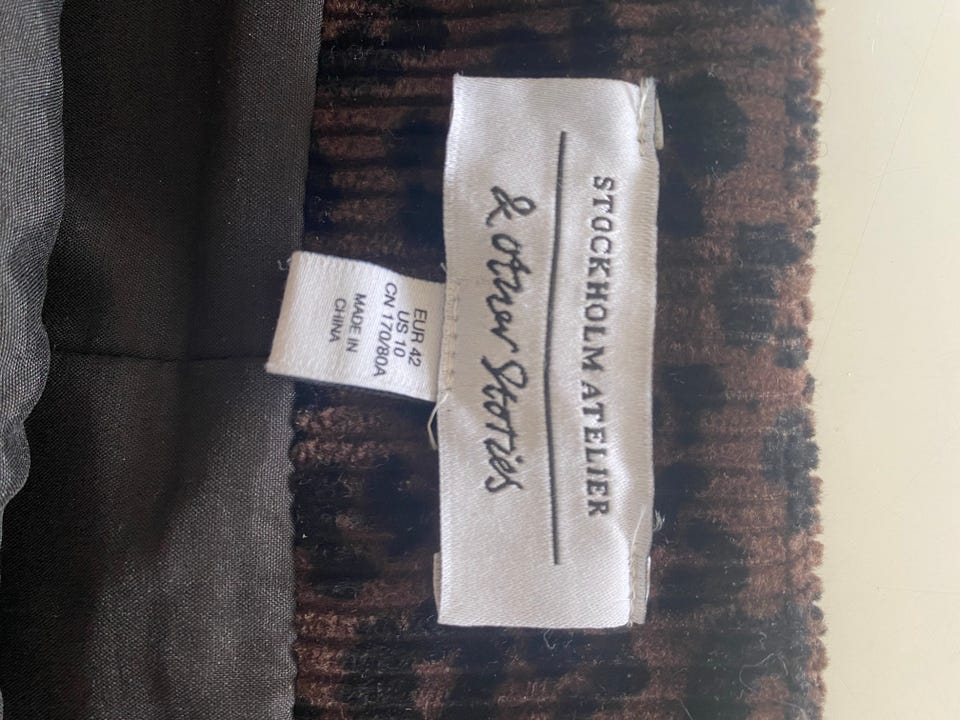 STOCKHOLM ATELIER
& Other Stories
EUR 42
US 10
CN 170/80A
MADE IN
CHINA